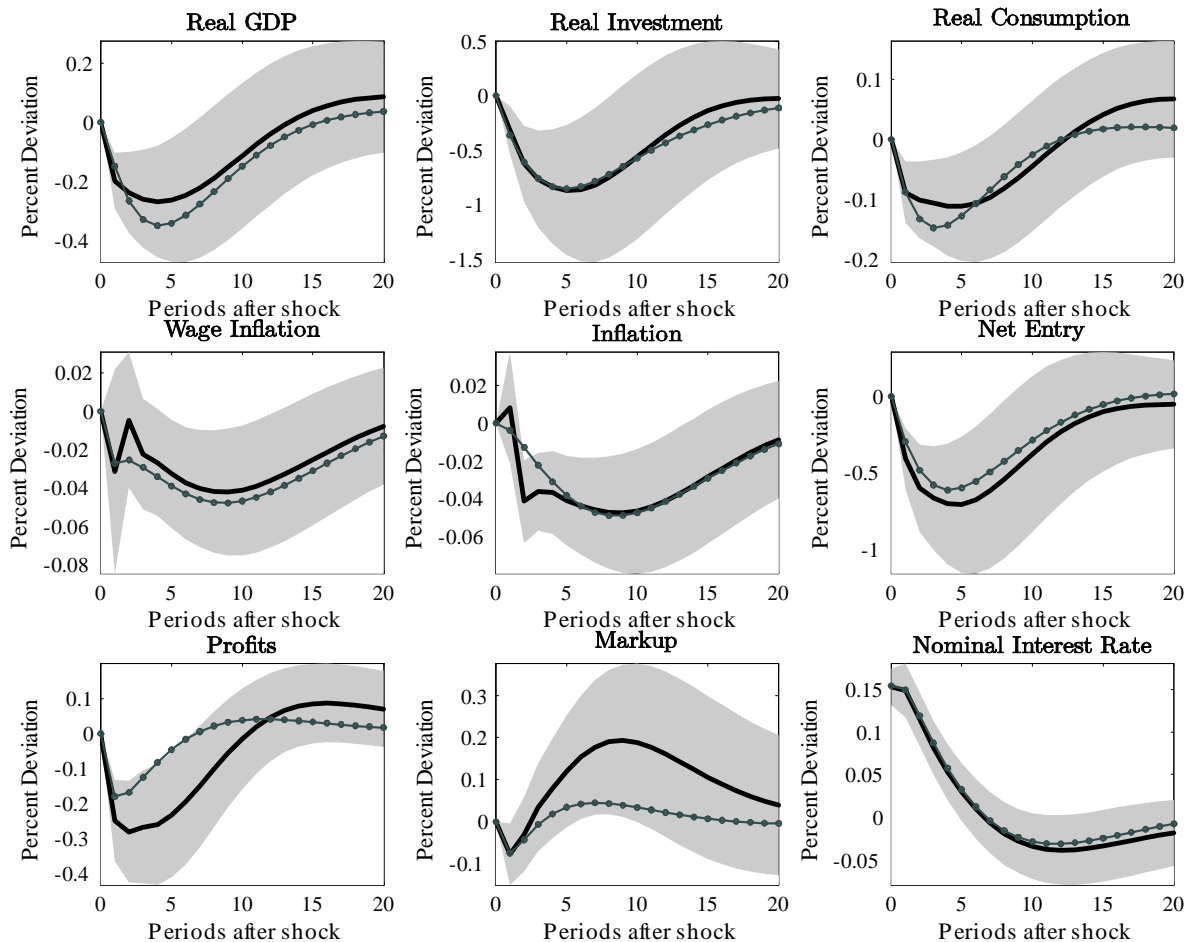 Real GDP
Real Investment
Real Consumption
Percent Deviation
0.2
0
-0.2
-0.4
0 5 10 15 20
Periods after shock
Percent Deviation
0.5
0
-0.5
-1
-1.5
0 5 10 15 20
Periods after shock
Percent Deviation
0.1
0
-0.1
-0.2
0 5 10 15 20
Periods after shock
Wage Inflation
Inflation
Net Entry
Percent Deviation
0.02
0
-0.02
-0.04
-0.06
-0.08
0 5 10 15 20
Periods after shock
Percent Deviation
0.02
0
-0.02
-0.04
-0.06
0 5 10 15 20
Periods after shock
Percent Deviation
0
-0.5
-1
0 5 10 15 20
Periods after shock
Profits
Markup
Nominal Interest Rate
Percent Deviation
0.1
0
-0.1
-0.2
-0.3
-0.4
0 5 10 15 20
Periods after shock
Percent Deviation
0.3
0.2
0.1
0
-0.1
0 5 10 15 20
Periods after shock
Percent Deviation
0.15
0.1
0.05
0
-0.05
0 5 10 15 20
Periods after shock